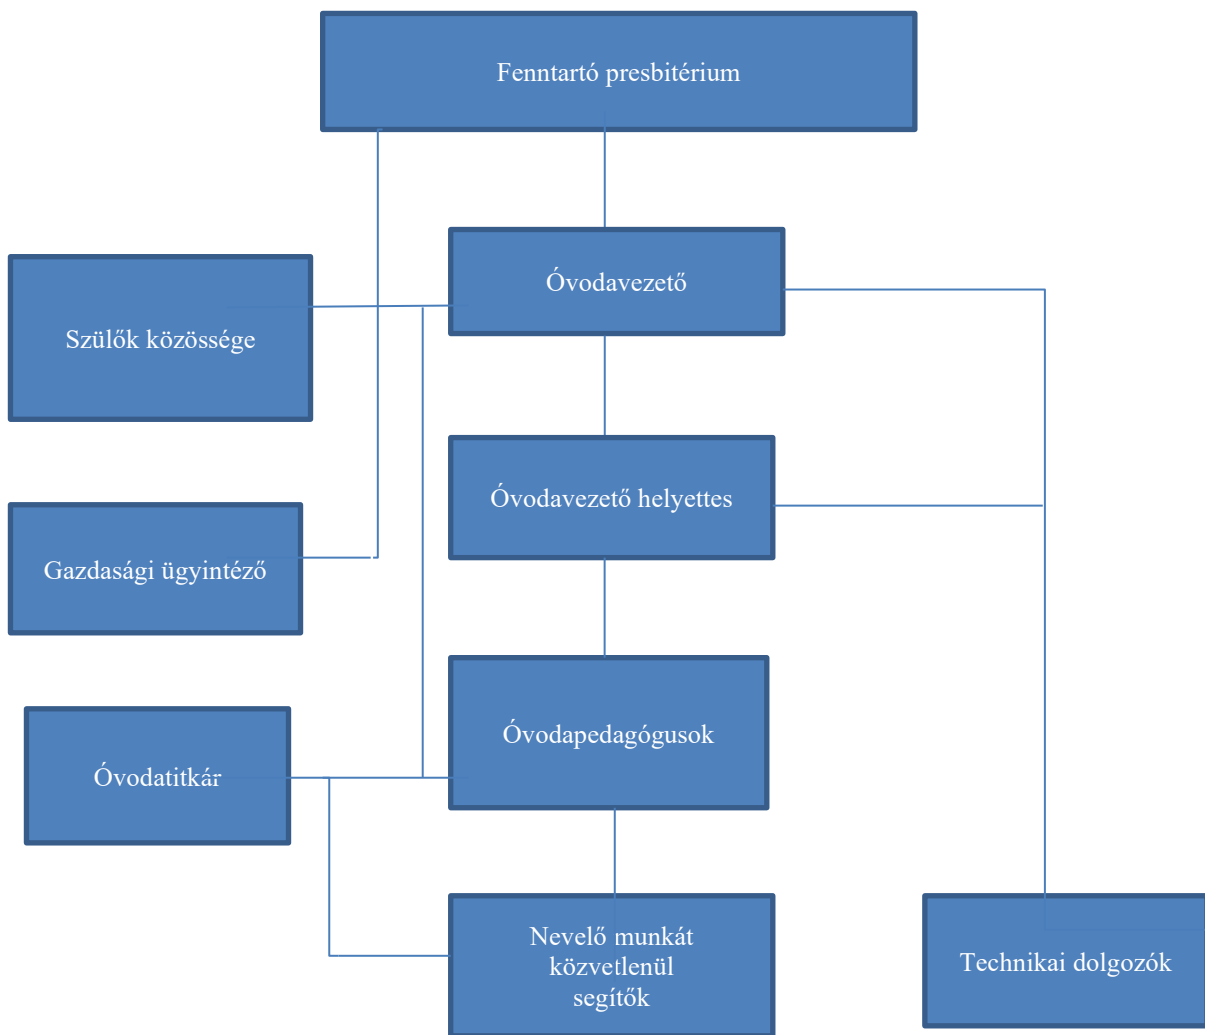 Fenntartó presbitérium
Óvodavezető
Szülők közössége
Óvodavezető helyettes
Gazdasági ügyintéző
Óvodapedagógusok
Óvodatitkár
Nevelő munkát
közvetlenül
segítők
Technikai dolgozók